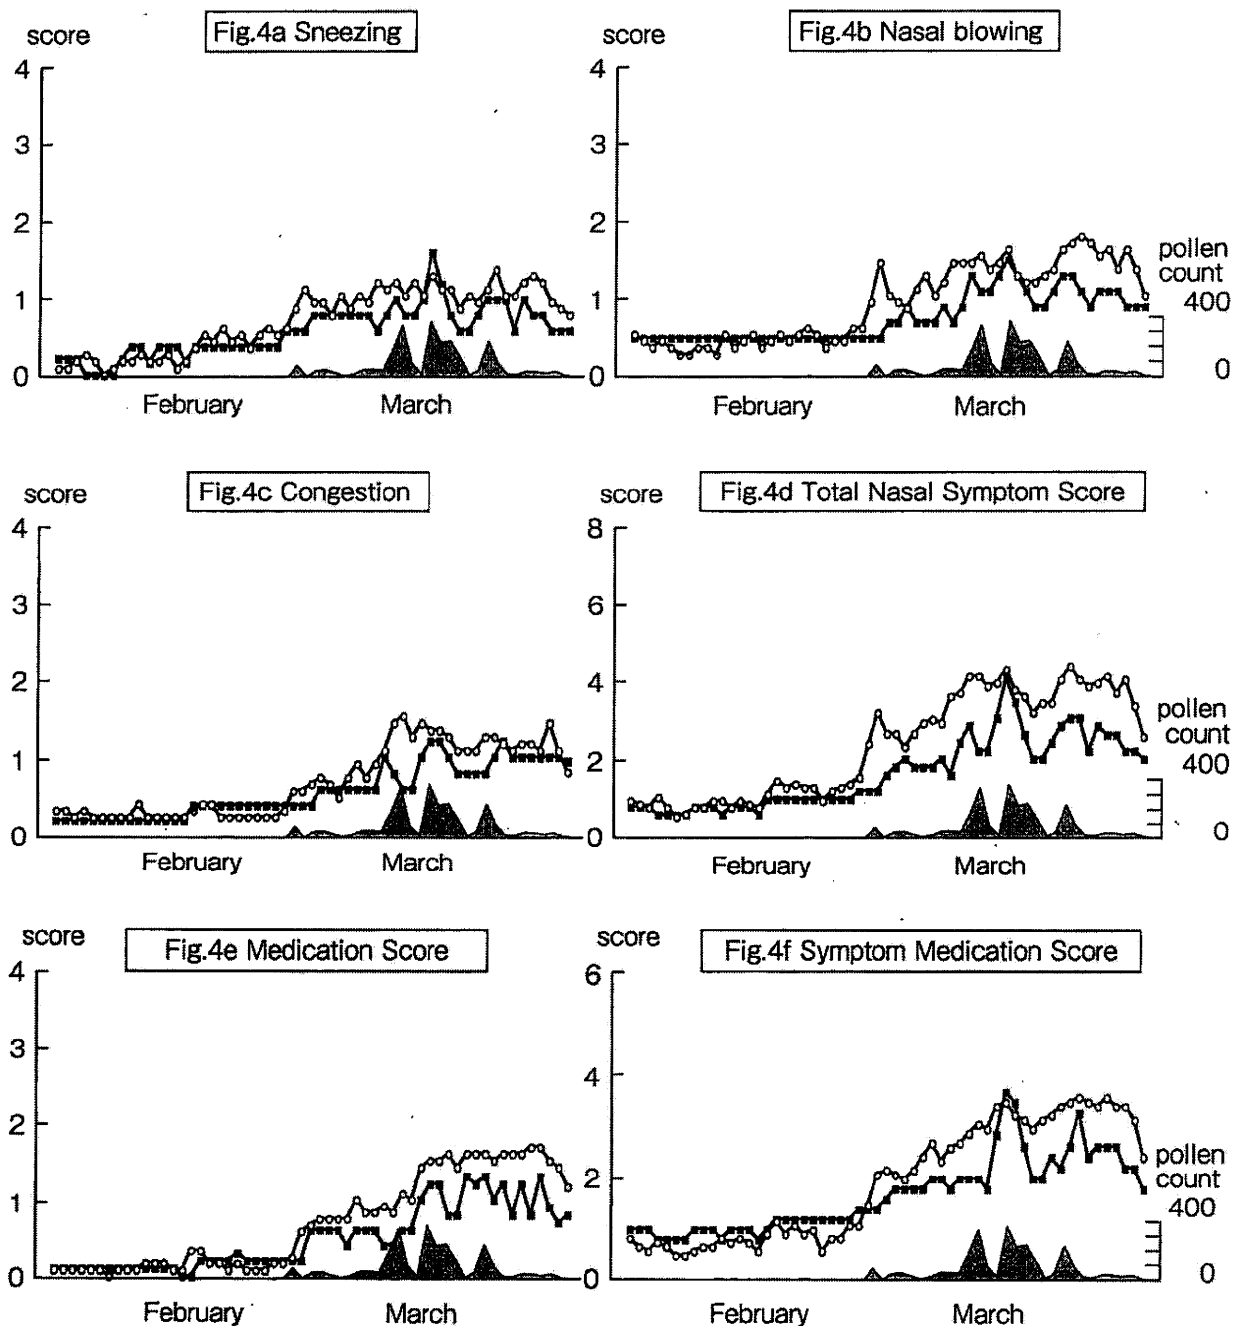 score
Fig.4a Sneezing
4
3
2
1
0
February
March
score
Fig.4b Nasal blowing
4
3
2
1
0
pollen
count
400
0
February
March
score
Fig.4c Congestion
4
3
2
1
0
February
March
score
Fig.4d Total Nasal Symptom Score
8
6
4
2
0
pollen
count
400
0
February
March
score
Fig.4e Medication Score
4
3
2
1
0
February
March
score
Fig.4f Symptom Medication Score
6
4
2
0
pollen
count
400
0
February
March